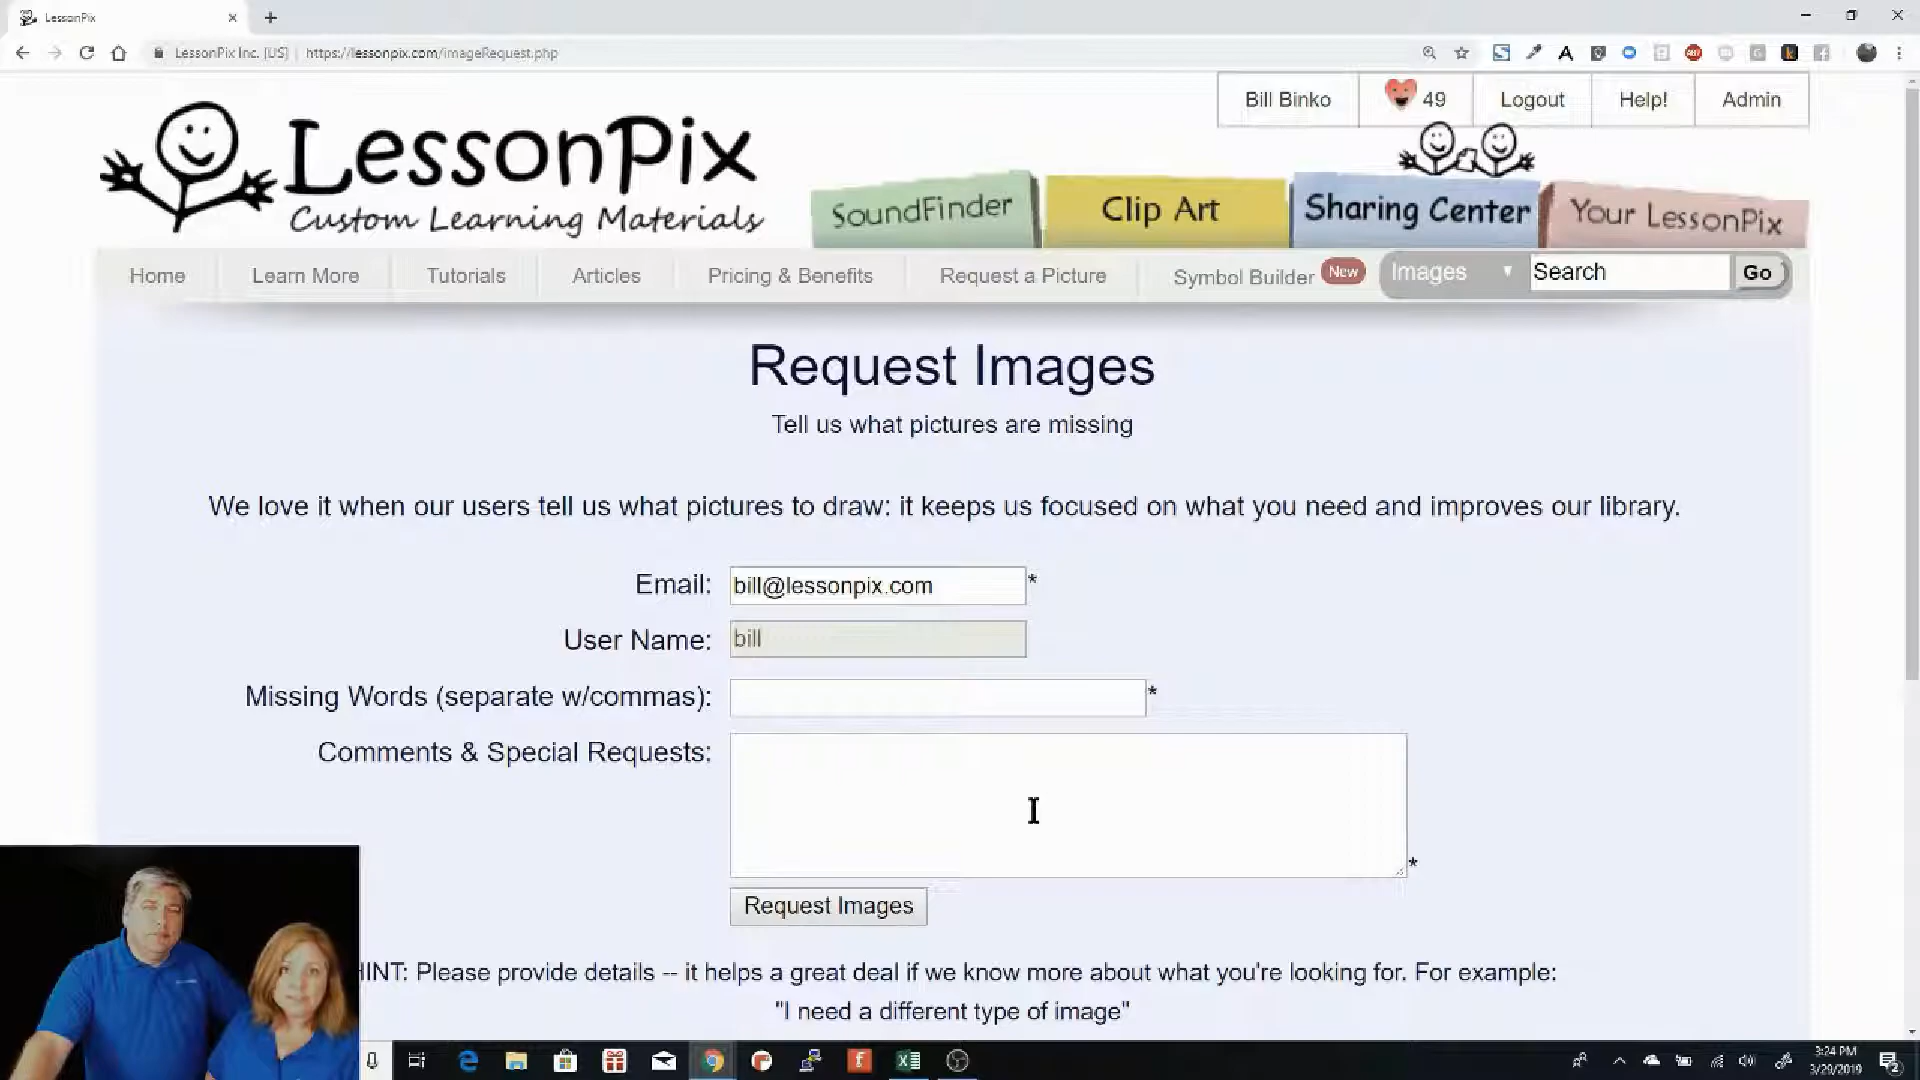 LessonPix
LessonPix Inc. [US] | https://lessonpix.com/imageRequest.php
Bill Binko 49 Logout Help! Admin
LessonPix
Custom Learning Materials
SoundFinder Clip Art Sharing Center Your LessonPix
Home Learn More Tutorials Articles Pricing & Benefits Request a Picture Symbol Builder New Images Search Go
Request Images
Tell us what pictures are missing
We love it when our users tell us what pictures to draw: it keeps us focused on what you need and improves our library.
Email: bill@lessonpix.com *
User Name: bill
Missing Words (separate w/commas): *
Comments & Special Requests: *
Request Images
HINT: Please provide details -- it helps a great deal if we know more about what you're looking for. For example:
"I need a different type of image"
3:24 PM
3/29/2019